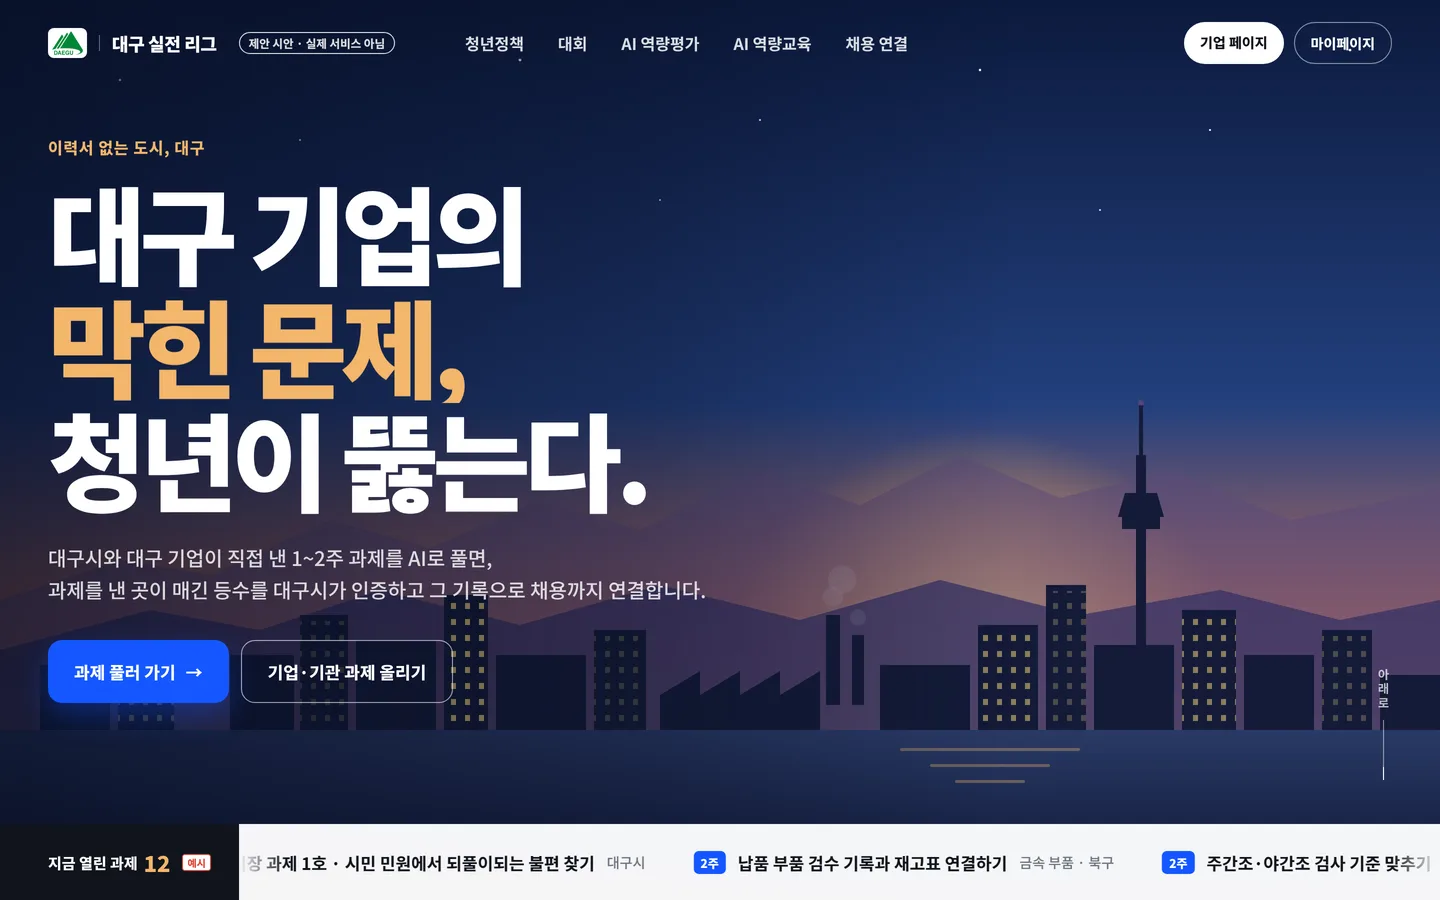 DAEGU
대구 실전 리그
제안 시안 · 실제 서비스 아님
청년정책
대회
AI 역량평가
AI 역량교육
채용 연결
기업 페이지
마이페이지
이력서 없는 도시, 대구
대구 기업의
막힌 문제,
청년이 뚫는다.
대구시와 대구 기업이 직접 낸 1~2주 과제를 AI로 풀면,
과제를 낸 곳이 매긴 등수를 대구시가 인증하고 그 기록으로 채용까지 연결합니다.
과제 풀러 가기 →
기업·기관 과제 올리기
아래로
지금 열린 과제 12 예시
장 과제 1호 · 시민 민원에서 되풀이되는 불편 찾기 대구시
2주 납품 부품 검수 기록과 재고표 연결하기 금속 부품 · 북구
2주 주간조·야간조 검사 기준 맞추기